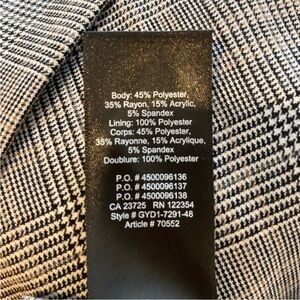 Body: 45% Polyester,
35% Rayon, 15% Acrylic,
5% Spandex
Lining: 100% Polyester
Corps: 45% Polyester,
35% Rayonne, 15% Acrylique,
5% Spandex
Doublure: 100% Polyester
P.O. # 4500096136
P.O. # 4500096137
P.O. # 4500096138
CA 23725 RN 122354
Style # GYD1-7291-48
Article # 70552